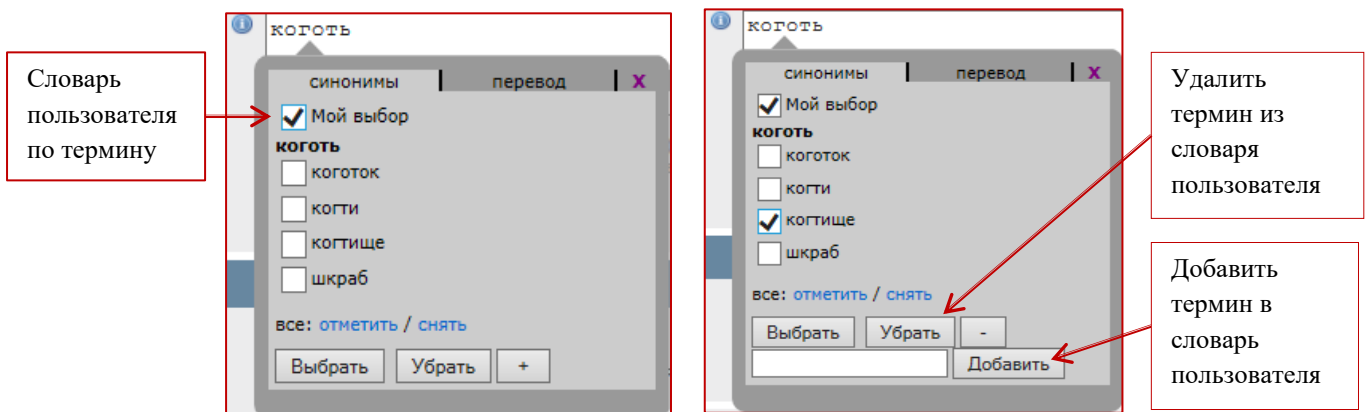 Словарь
пользователя
по термину
коготь
синонимы перевод X
Мой выбор
коготь
коготок
когти
когтище
шкраб
все: отметить / снять
Выбрать Убрать +
коготь
синонимы перевод X
Мой выбор
коготь
коготок
когти
когтище
шкраб
все: отметить / снять
Выбрать Убрать -
Добавить
Удалить
термин из
словаря
пользователя
Добавить
термин в
словарь
пользователя